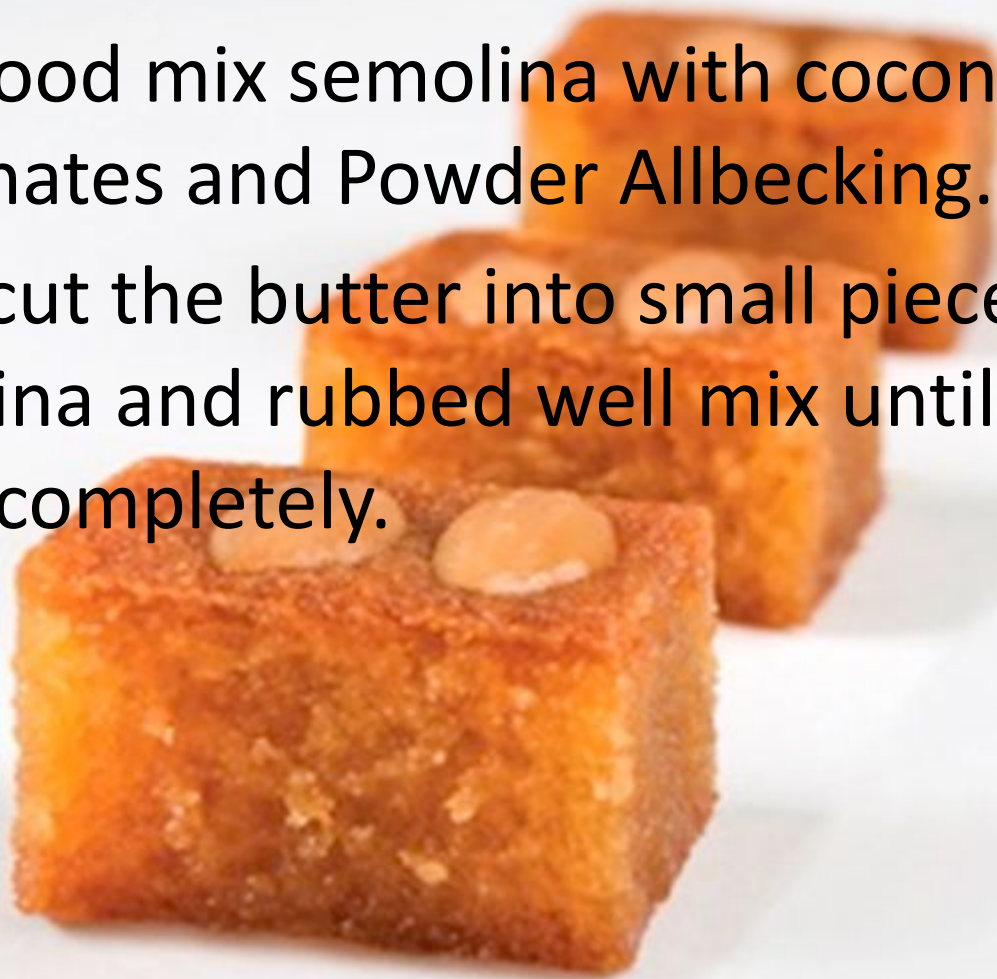 ood mix semolina with cocon
nates and Powder Allbecking.
cut the butter into small piece
ina and rubbed well mix until
completely.